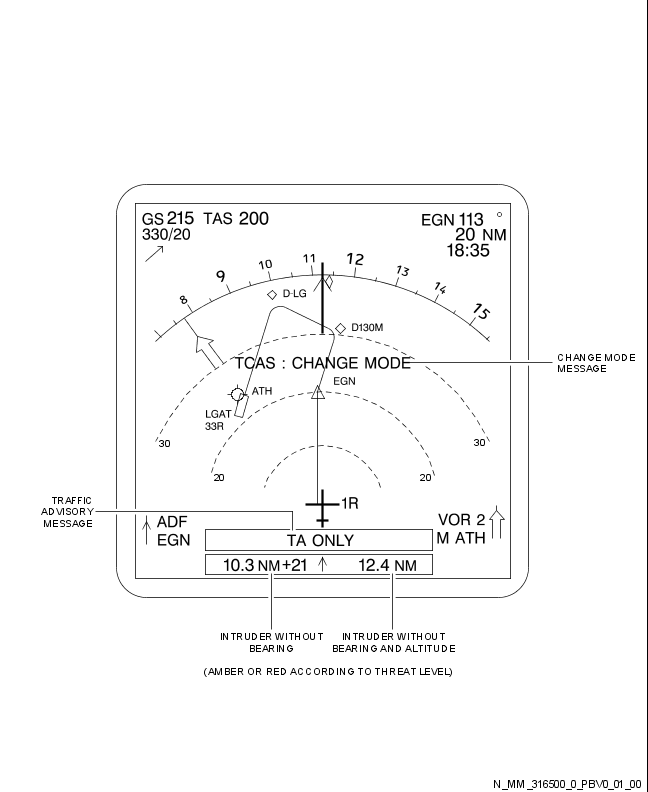 GS 215 TAS 200
330/20
EGN 113 °
20 NM
18:35
8 9 10 11 12 13 14 15
D-LG
D130M
TCAS : CHANGE MODE
CHANGE MODE
MESSAGE
EGN
ATH
LGAT
33R
30 30
20 20
1R
TRAFFIC
ADVISORY
MESSAGE
ADF
EGN
VOR 2
M ATH
TA ONLY
10.3 NM+21 ↑ 12.4 NM
INTRUDER WITHOUT
BEARING
INTRUDER WITHOUT
BEARING AND ALTITUDE
(AMBER OR RED ACCORDING TO THREAT LEVEL)
N_MM_316500_0_PBV0_01_00